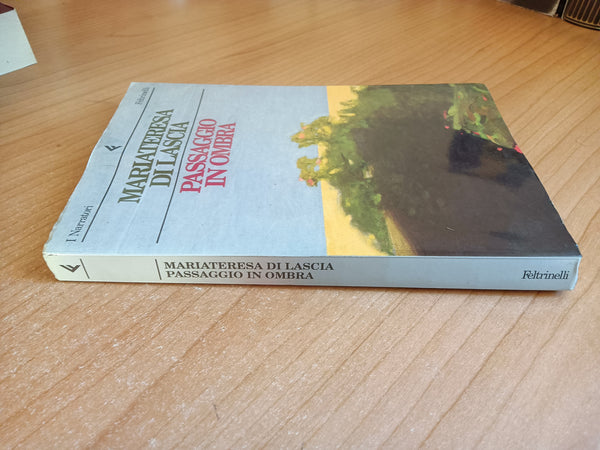 I Narratori
Feltrinelli
MARIATERESA
DI LASCIA
PASSAGGIO
IN OMBRA
MARIATERESA DI LASCIA
PASSAGGIO IN OMBRA
Feltrinelli